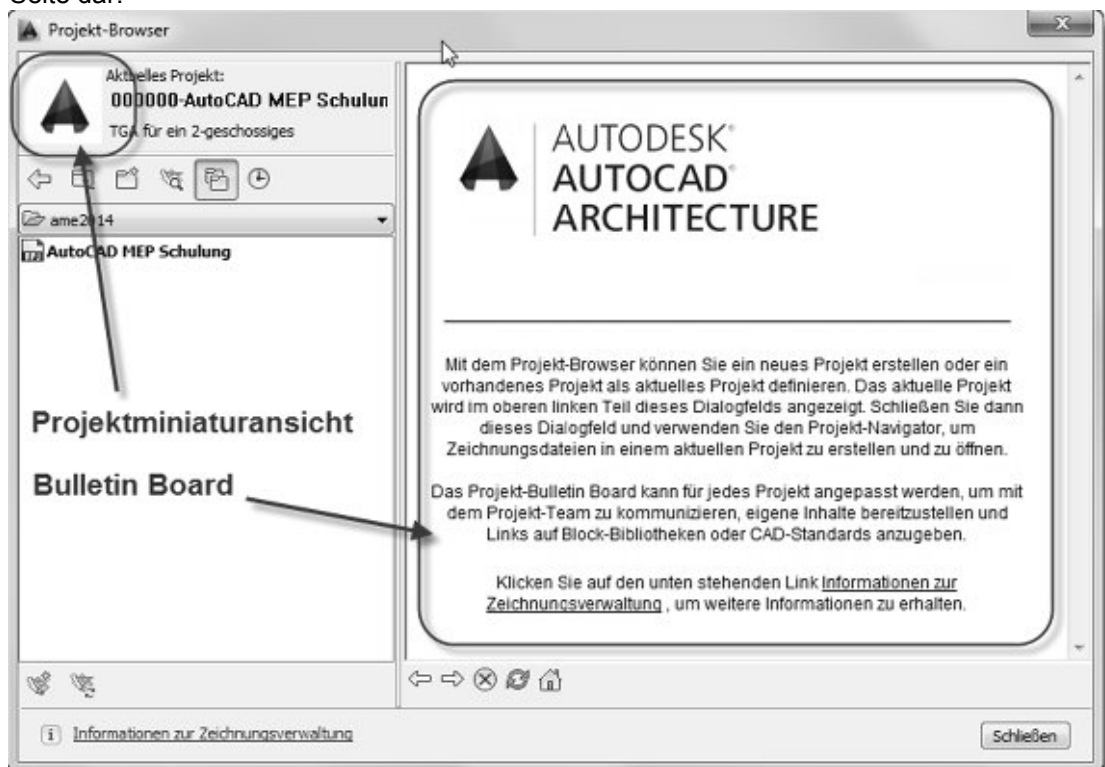 Seite dar:
Projekt-Browser
Aktuelles Projekt:
000000-AutoCAD MEP Schulun
TGA für ein 2-geschossiges
ame2014
AutoCAD MEP Schulung
Projektminiaturansicht
Bulletin Board
AUTODESK®
AUTOCAD®
ARCHITECTURE
Mit dem Projekt-Browser können Sie ein neues Projekt erstellen oder ein
vorhandenes Projekt als aktuelles Projekt definieren. Das aktuelle Projekt
wird im oberen linken Teil dieses Dialogfelds angezeigt. Schließen Sie dann
dieses Dialogfeld und verwenden Sie den Projekt-Navigator, um
Zeichnungsdateien in einem aktuellen Projekt zu erstellen und zu öffnen.
Das Projekt-Bulletin Board kann für jedes Projekt angepasst werden, um mit
dem Projekt-Team zu kommunizieren, eigene Inhalte bereitzustellen und
Links auf Block-Bibliotheken oder CAD-Standards anzugeben.
Klicken Sie auf den unten stehenden Link Informationen zur
Zeichnungsverwaltung , um weitere Informationen zu erhalten.
Informationen zur Zeichnungsverwaltung
Schließen